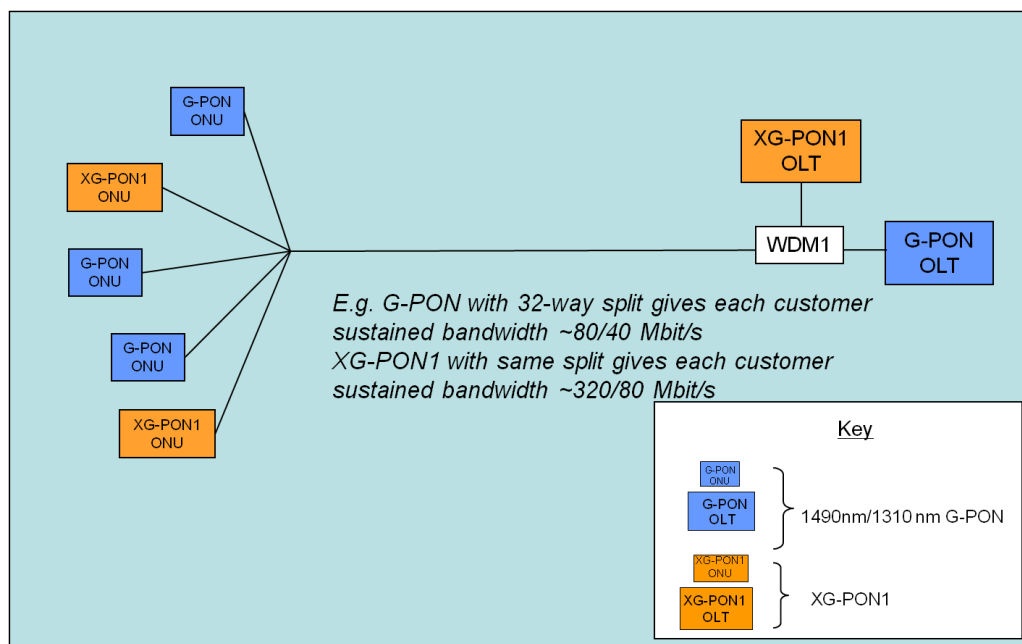 G-PON
ONU
XG-PON1
ONU
G-PON
ONU
G-PON
ONU
XG-PON1
ONU
XG-PON1
OLT
WDM1
G-PON
OLT
E.g. G-PON with 32-way split gives each customer
sustained bandwidth ~80/40 Mbit/s
XG-PON1 with same split gives each customer
sustained bandwidth ~320/80 Mbit/s
Key
G-PON
ONU
G-PON
OLT
1490nm/1310 nm G-PON
XG-PON1
ONU
XG-PON1
OLT
XG-PON1